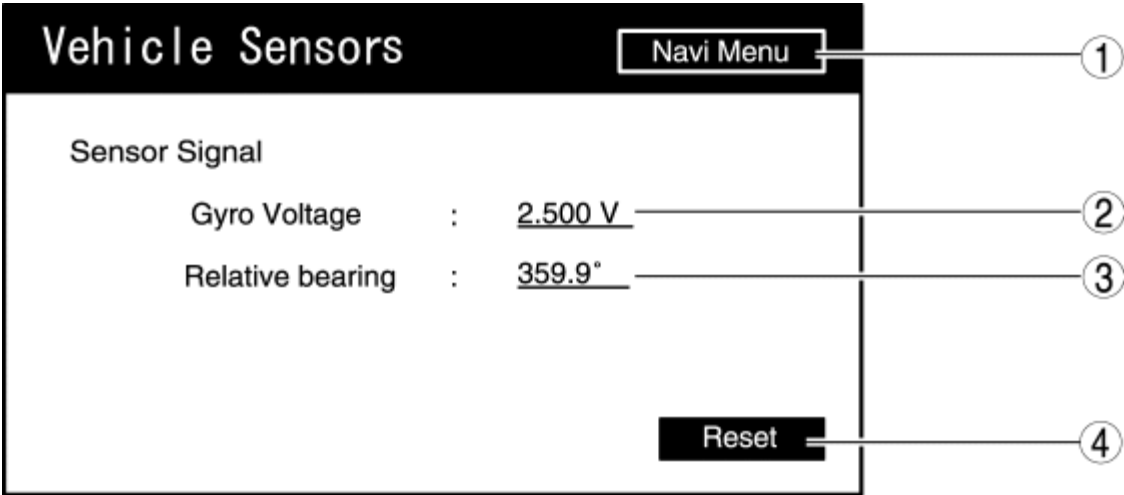 Vehicle Sensors
Navi Menu
①
Sensor Signal
Gyro Voltage : 2.500 V
②
Relative bearing : 359.9°
③
Reset
④